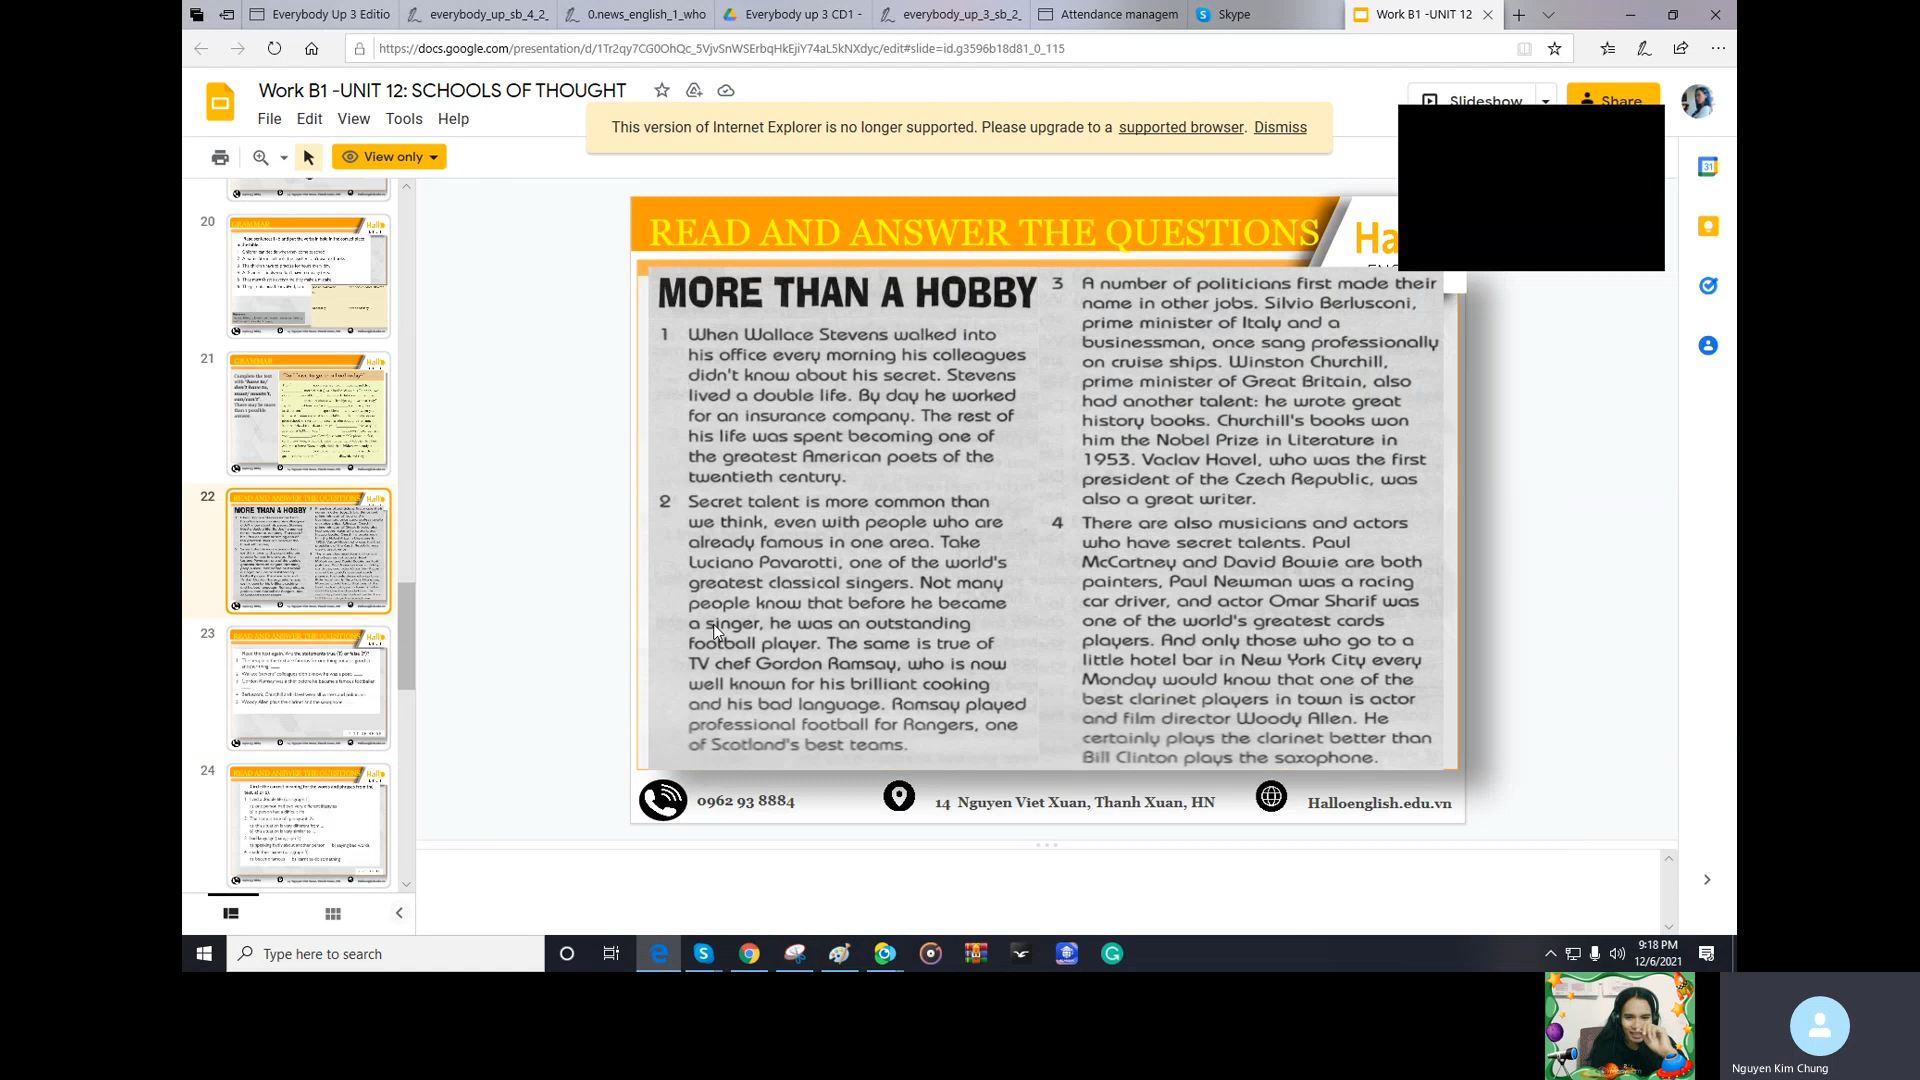 Everybody Up 3 Editio
everybody_up_sb_4_2_
0.news_english_1_who
Everybody up 3 CD1 -
everybody_up_3_sb_2_
Attendance managem
Skype
Work B1 -UNIT 12
https://docs.google.com/presentation/d/1Tr2qy7CG0OhQc_5VjvSnWSErbqHkEjiY74aL5kNXdyc/edit#slide=id.g3596b18d81_0_115
Work B1 -UNIT 12: SCHOOLS OF THOUGHT
File Edit View Tools Help
Slideshow
Share
This version of Internet Explorer is no longer supported. Please upgrade to a supported browser. Dismiss
View only
20
21
22
23
24
READ AND ANSWER THE QUESTIONS
MORE THAN A HOBBY
1 When Wallace Stevens walked into
his office every morning his colleagues
didn't know about his secret. Stevens
lived a double life. By day he worked
for an insurance company. The rest of
his life was spent becoming one of
the greatest American poets of the
twentieth century.
2 Secret talent is more common than
we think, even with people who are
already famous in one area. Take
Luciano Pavarotti, one of the world's
greatest classical singers. Not many
people know that before he became
a singer, he was an outstanding
football player. The same is true of
TV chef Gordon Ramsay, who is now
well known for his brilliant cooking
and his bad language. Ramsay played
professional football for Rangers, one
of Scotland's best teams.
3 A number of politicians first made their
name in other jobs. Silvio Berlusconi,
prime minister of Italy and a
businessman, once sang professionally
on cruise ships. Winston Churchill,
prime minister of Great Britain, also
had another talent: he wrote great
history books. Churchill's books won
him the Nobel Prize in Literature in
1953. Vaclav Havel, who was the first
president of the Czech Republic, was
also a great writer.
4 There are also musicians and actors
who have secret talents. Paul
McCartney and David Bowie are both
painters, Paul Newman was a racing
car driver, and actor Omar Sharif was
one of the world's greatest cards
players. And only those who go to a
little hotel bar in New York City every
Monday would know that one of the
best clarinet players in town is actor
and film director Woody Allen. He
certainly plays the clarinet better than
Bill Clinton plays the saxophone.
0962 93 8884
14 Nguyen Viet Xuan, Thanh Xuan, HN
Halloenglish.edu.vn
Type here to search
9:18 PM
12/6/2021
Nguyen Kim Chung